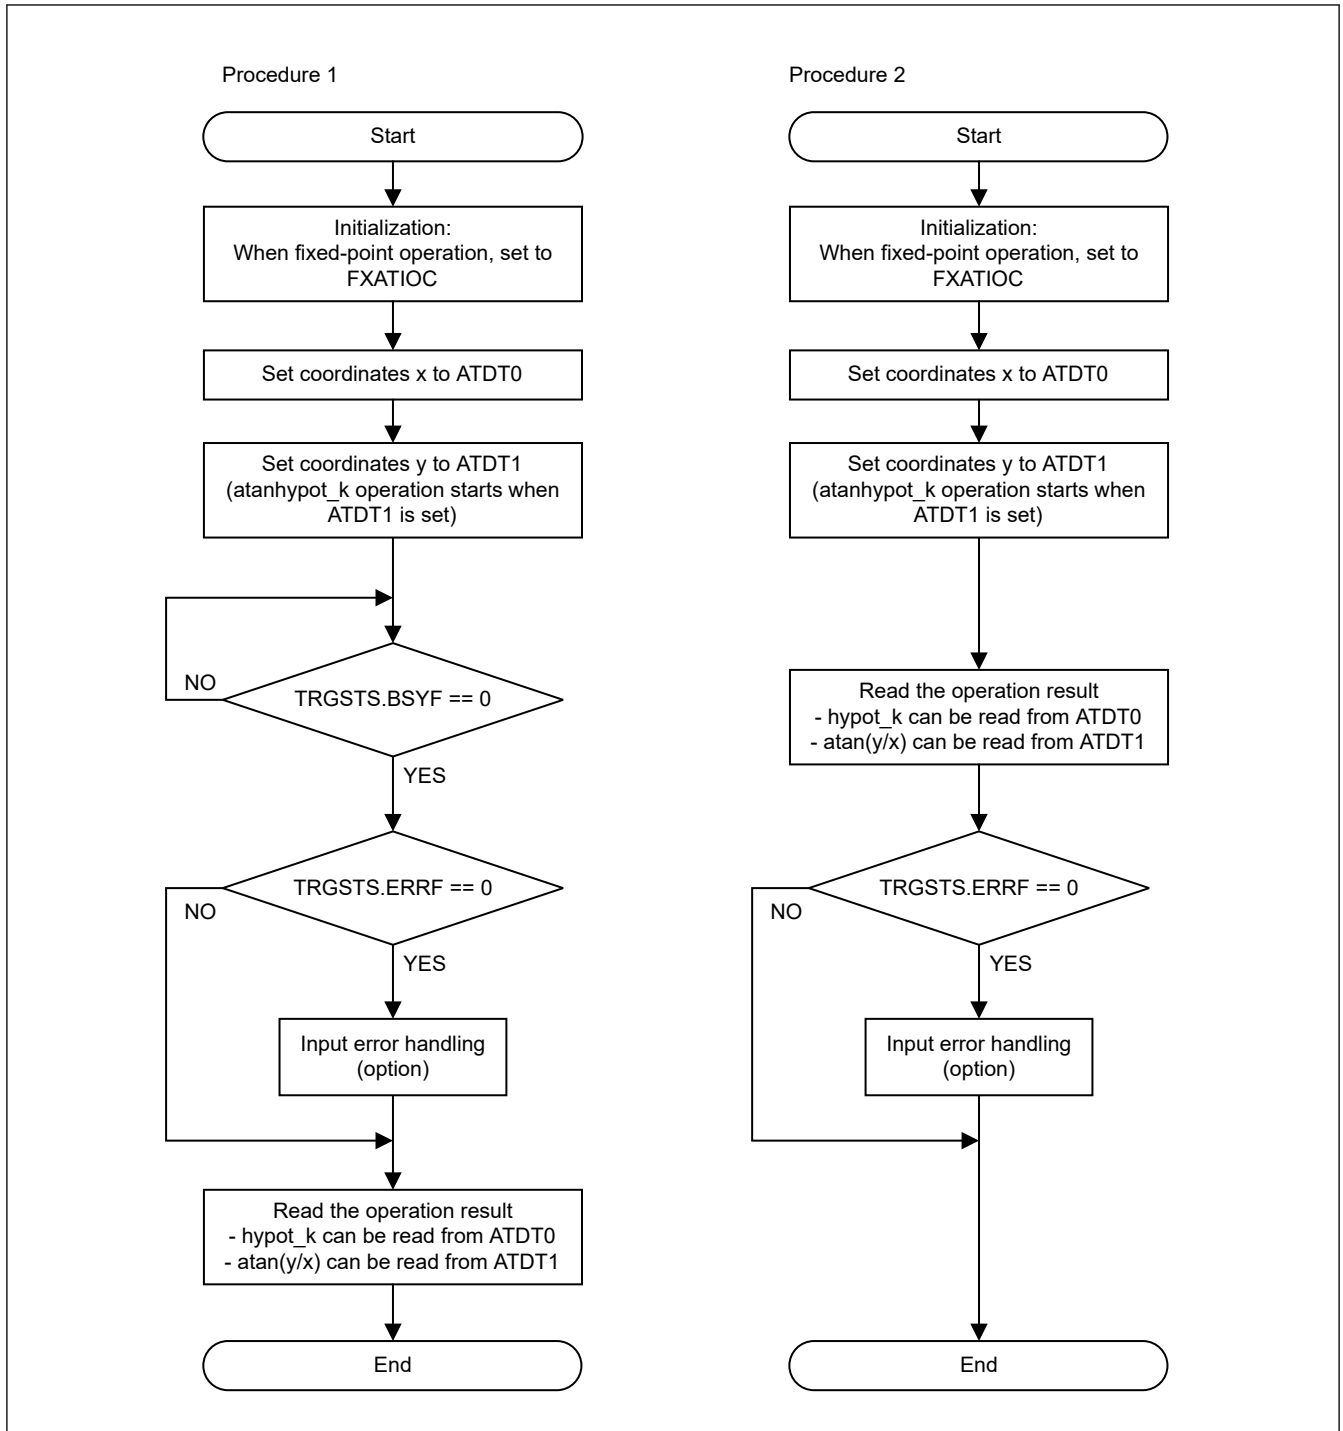 Procedure 1
Start
Initialization:
When fixed-point operation, set to
FXATIOC
Set coordinates x to ATDT0
Set coordinates y to ATDT1
(atanhypot_k operation starts when
ATDT1 is set)
NO
TRGSTS.BSYF == 0
YES
TRGSTS.ERRF == 0
NO
YES
Input error handling
(option)
Read the operation result
- hypot_k can be read from ATDT0
- atan(y/x) can be read from ATDT1
End
Procedure 2
Start
Initialization:
When fixed-point operation, set to
FXATIOC
Set coordinates x to ATDT0
Set coordinates y to ATDT1
(atanhypot_k operation starts when
ATDT1 is set)
Read the operation result
- hypot_k can be read from ATDT0
- atan(y/x) can be read from ATDT1
TRGSTS.ERRF == 0
NO
YES
Input error handling
(option)
End